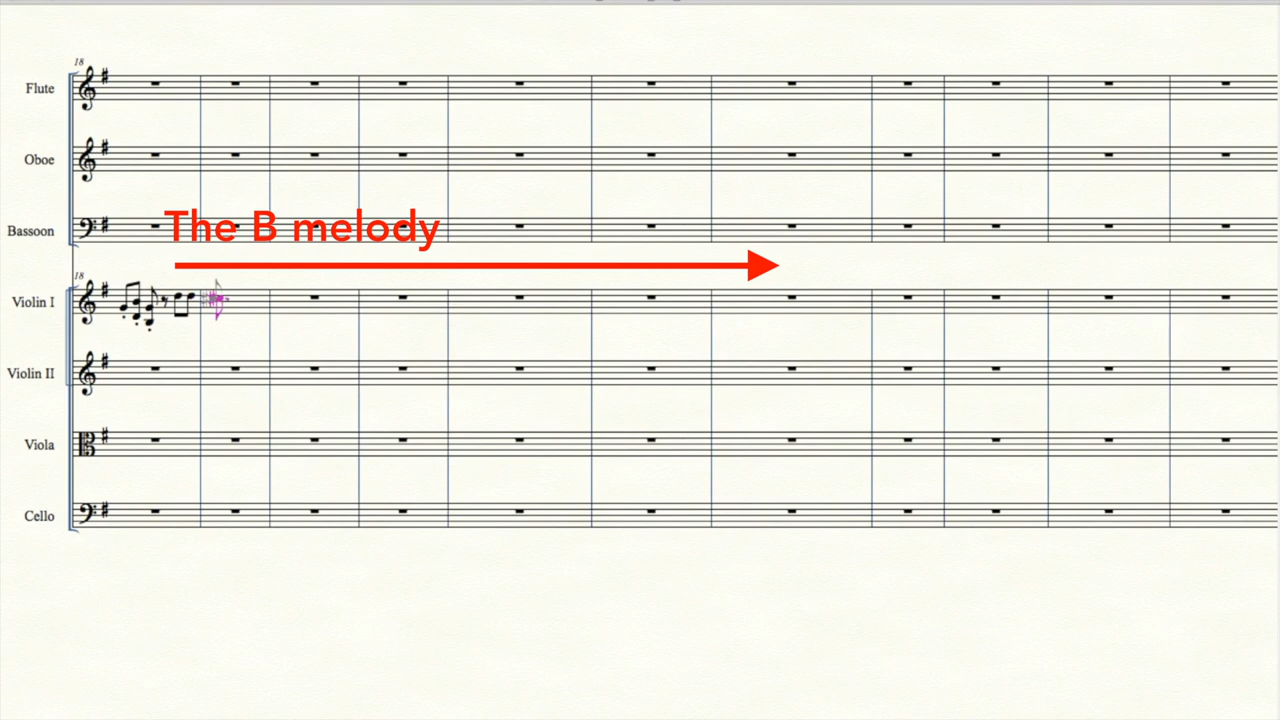 18
Flute
Oboe
Bassoon
The B melody
18
Violin I
Violin II
Viola
Cello